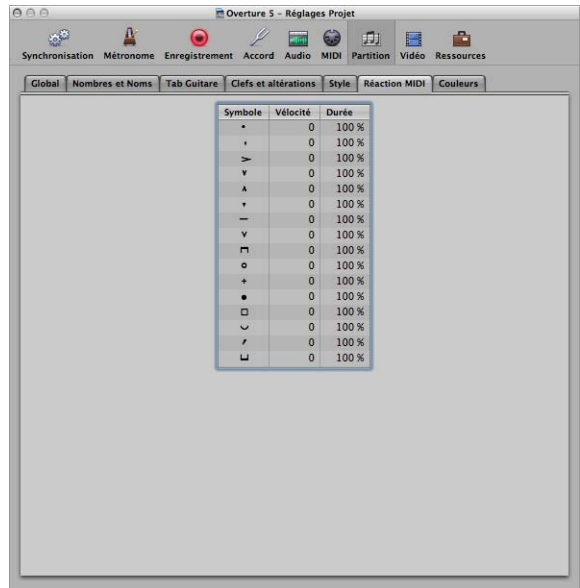 Overture 5 - Réglages Projet
Synchronisation Métronome Enregistrement Accord Audio MIDI Partition Vidéo Ressources
Global Nombres et Noms Tab Guitare Clefs et altérations Style Réaction MIDI Couleurs
Symbole Vélocité Durée
0 100 %
0 100 %
> 0 100 %
0 100 %
0 100 %
0 100 %
— 0 100 %
v 0 100 %
0 100 %
0 100 %
+ 0 100 %
0 100 %
0 100 %
0 100 %
0 100 %
0 100 %